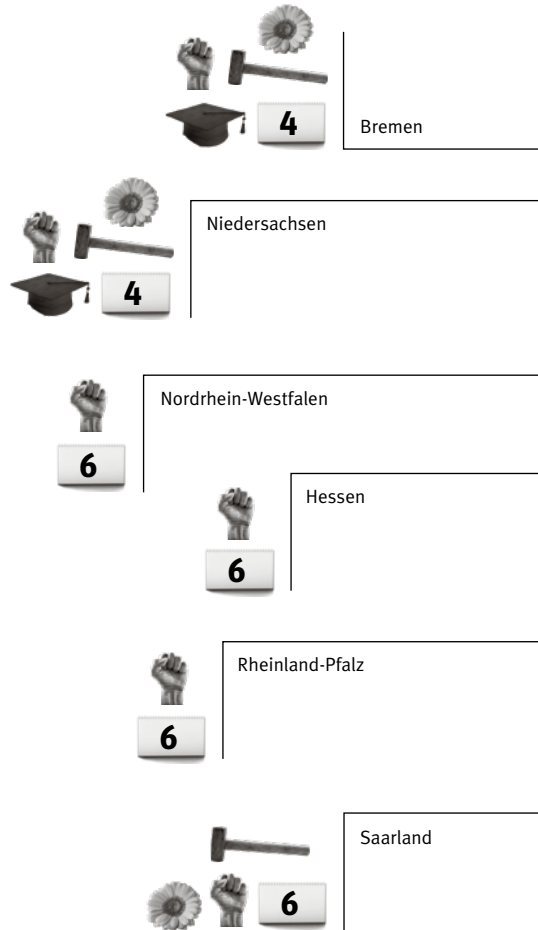 4
Bremen
Niedersachsen
4
Nordrhein-Westfalen
6
Hessen
6
Rheinland-Pfalz
6
Saarland
6